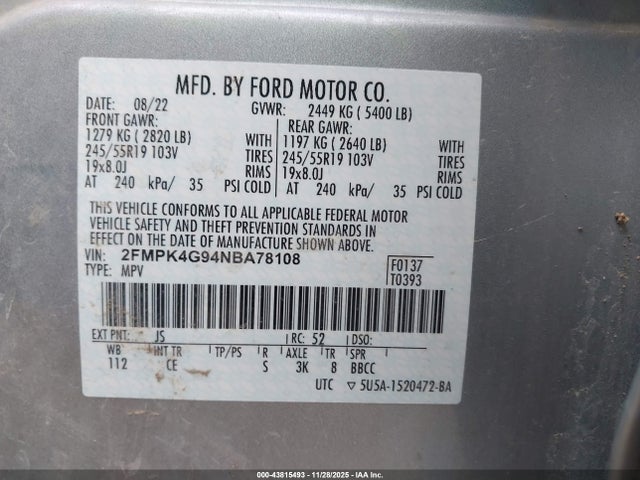 MFD. BY FORD MOTOR CO.
DATE: 08/22 GVWR: 2449 KG ( 5400 LB)
FRONT GAWR: REAR GAWR:
1279 KG ( 2820 LB) WITH 1197 KG ( 2640 LB) WITH
245/55R19 103V TIRES 245/55R19 103V TIRES
19x8.0J RIMS 19x8.0J RIMS
AT 240 kPa/ 35 PSI COLD AT 240 kPa/ 35 PSI COLD
THIS VEHICLE CONFORMS TO ALL APPLICABLE FEDERAL MOTOR
VEHICLE SAFETY AND THEFT PREVENTION STANDARDS IN
EFFECT ON THE DATE OF MANUFACTURE SHOWN ABOVE.
VIN: 2FMPK4G94NBA78108 F0137
TYPE: MPV T0393
EXT PNT: JS RC: 52 DSO:
WB INT TR TP/PS R AXLE TR SPR
112 CE S 3K 8 BBCC
UTC 5U5A-1520472-BA
000-43815493 - 11/28/2025 - IAA Inc.